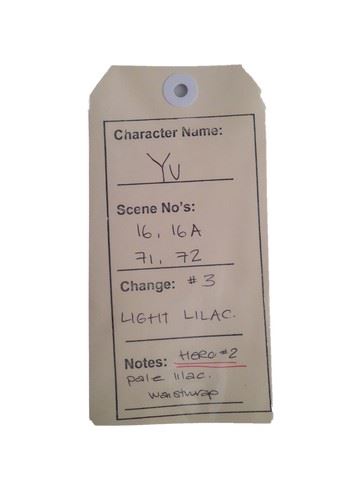 Character Name:
Yu
Scene No's:
16, 16A
71, 72
Change: #3
LIGHT LILAC.
Notes: HERO #2
pale lilac.
waistwrap